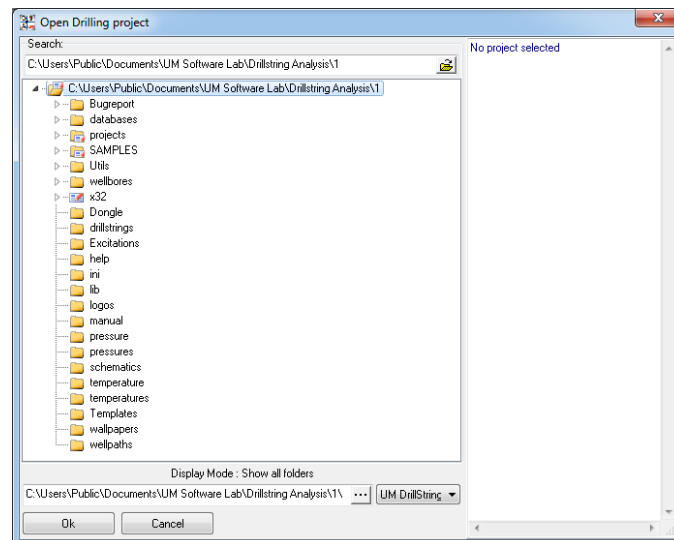 Open Drilling project
Search:
C:\Users\Public\Documents\UM Software Lab\Drillstring Analysis\1
C:\Users\Public\Documents\UM Software Lab\Drillstring Analysis\1
Bugreport
databases
projects
SAMPLES
Utils
wellbores
x32
Dongle
drillstrings
Excitations
help
ini
lib
logos
manual
pressure
pressures
schematics
temperature
temperatures
Templates
wallpapers
wellpaths
Display Mode : Show all folders
C:\Users\Public\Documents\UM Software Lab\Drillstring Analysis\1\ ... UM DrillString
Ok Cancel
No project selected